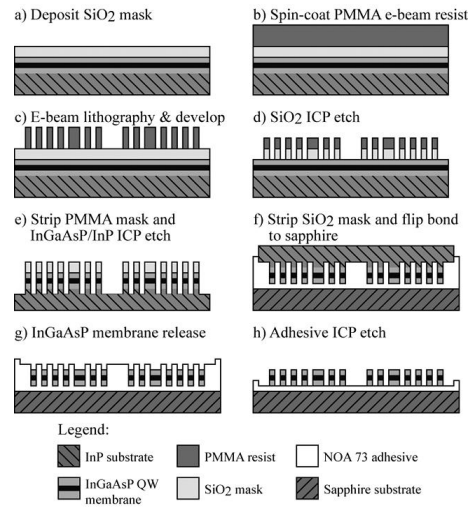 a) Deposit SiO2 mask
b) Spin-coat PMMA e-beam resist
c) E-beam lithography & develop
d) SiO2 ICP etch
e) Strip PMMA mask and
InGaAsP/InP ICP etch
f) Strip SiO2 mask and flip bond
to sapphire
g) InGaAsP membrane release
h) Adhesive ICP etch
Legend:
InP substrate
PMMA resist
NOA 73 adhesive
InGaAsP QW
membrane
SiO2 mask
Sapphire substrate